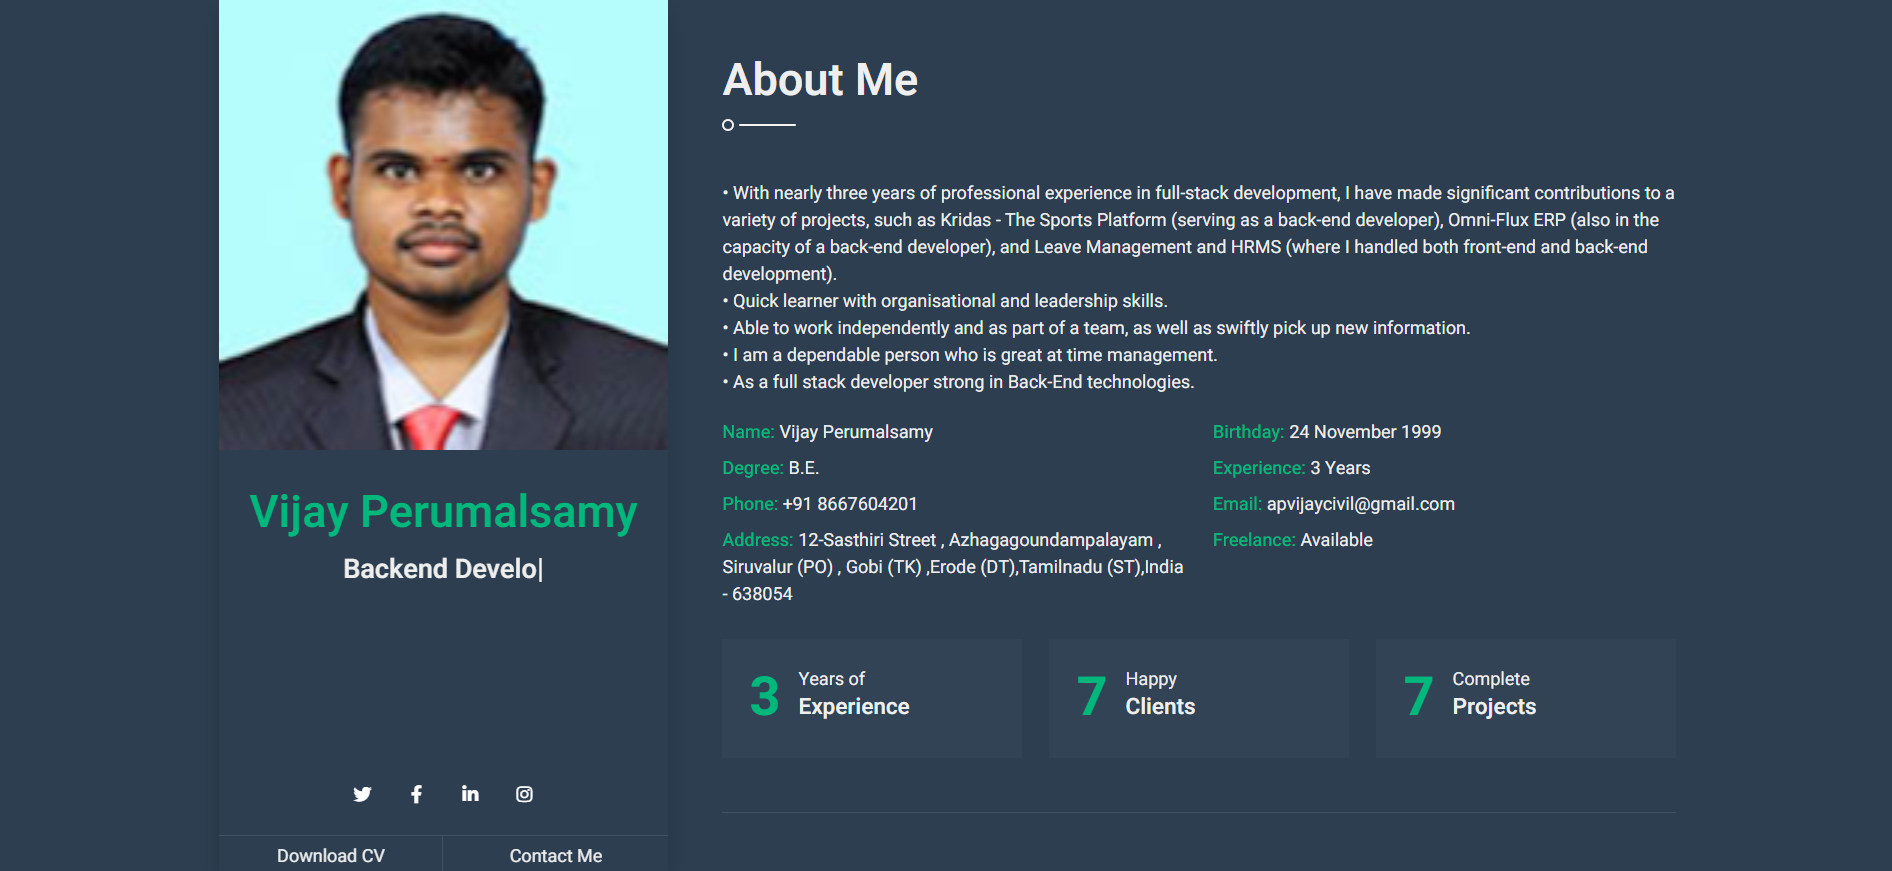 Vijay Perumalsamy
Backend Develo|
Download CV
Contact Me
About Me
• With nearly three years of professional experience in full-stack development, I have made significant contributions to a
variety of projects, such as Kridas - The Sports Platform (serving as a back-end developer), Omni-Flux ERP (also in the
capacity of a back-end developer), and Leave Management and HRMS (where I handled both front-end and back-end
development).
• Quick learner with organisational and leadership skills.
• Able to work independently and as part of a team, as well as swiftly pick up new information.
• I am a dependable person who is great at time management.
• As a full stack developer strong in Back-End technologies.
Name: Vijay Perumalsamy
Birthday: 24 November 1999
Degree: B.E.
Experience: 3 Years
Phone: +91 8667604201
Email: apvijaycivil@gmail.com
Address: 12-Sasthiri Street , Azhagagoundampalayam ,
Siruvalur (PO) , Gobi (TK) ,Erode (DT),Tamilnadu (ST),India
- 638054
Freelance: Available
3 Years of
Experience
7 Happy
Clients
7 Complete
Projects